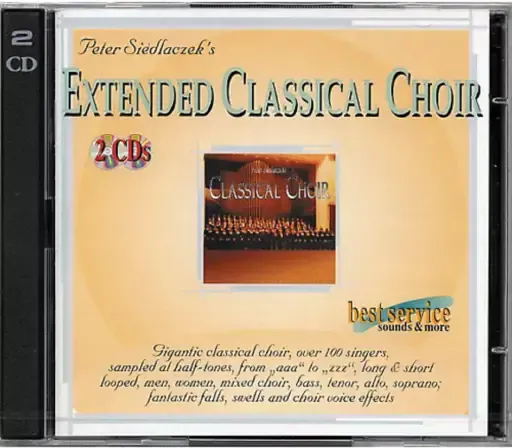 2
CD
Peter Siedlaczek's
EXTENDED CLASSICAL CHOIR
2 CDs
CLASSICAL CHOIR
best service
sounds & more
Gigantic classical choir, over 100 singers,
sampled at half-tones, from „aaa“ to „zzz“, long & short
looped, men, women, mixed choir, bass, tenor, alto, soprano;
fantastic falls, swells and choir voice effects